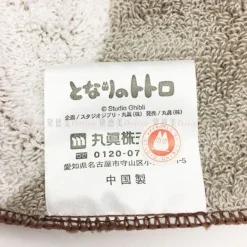 となりのトトロ
© Studio Ghibli
企画/スタジオジブリ・丸眞(株) 発売/丸眞(株)
丸眞株
0120-07
愛知県名古屋市守山区小 -5
中国製